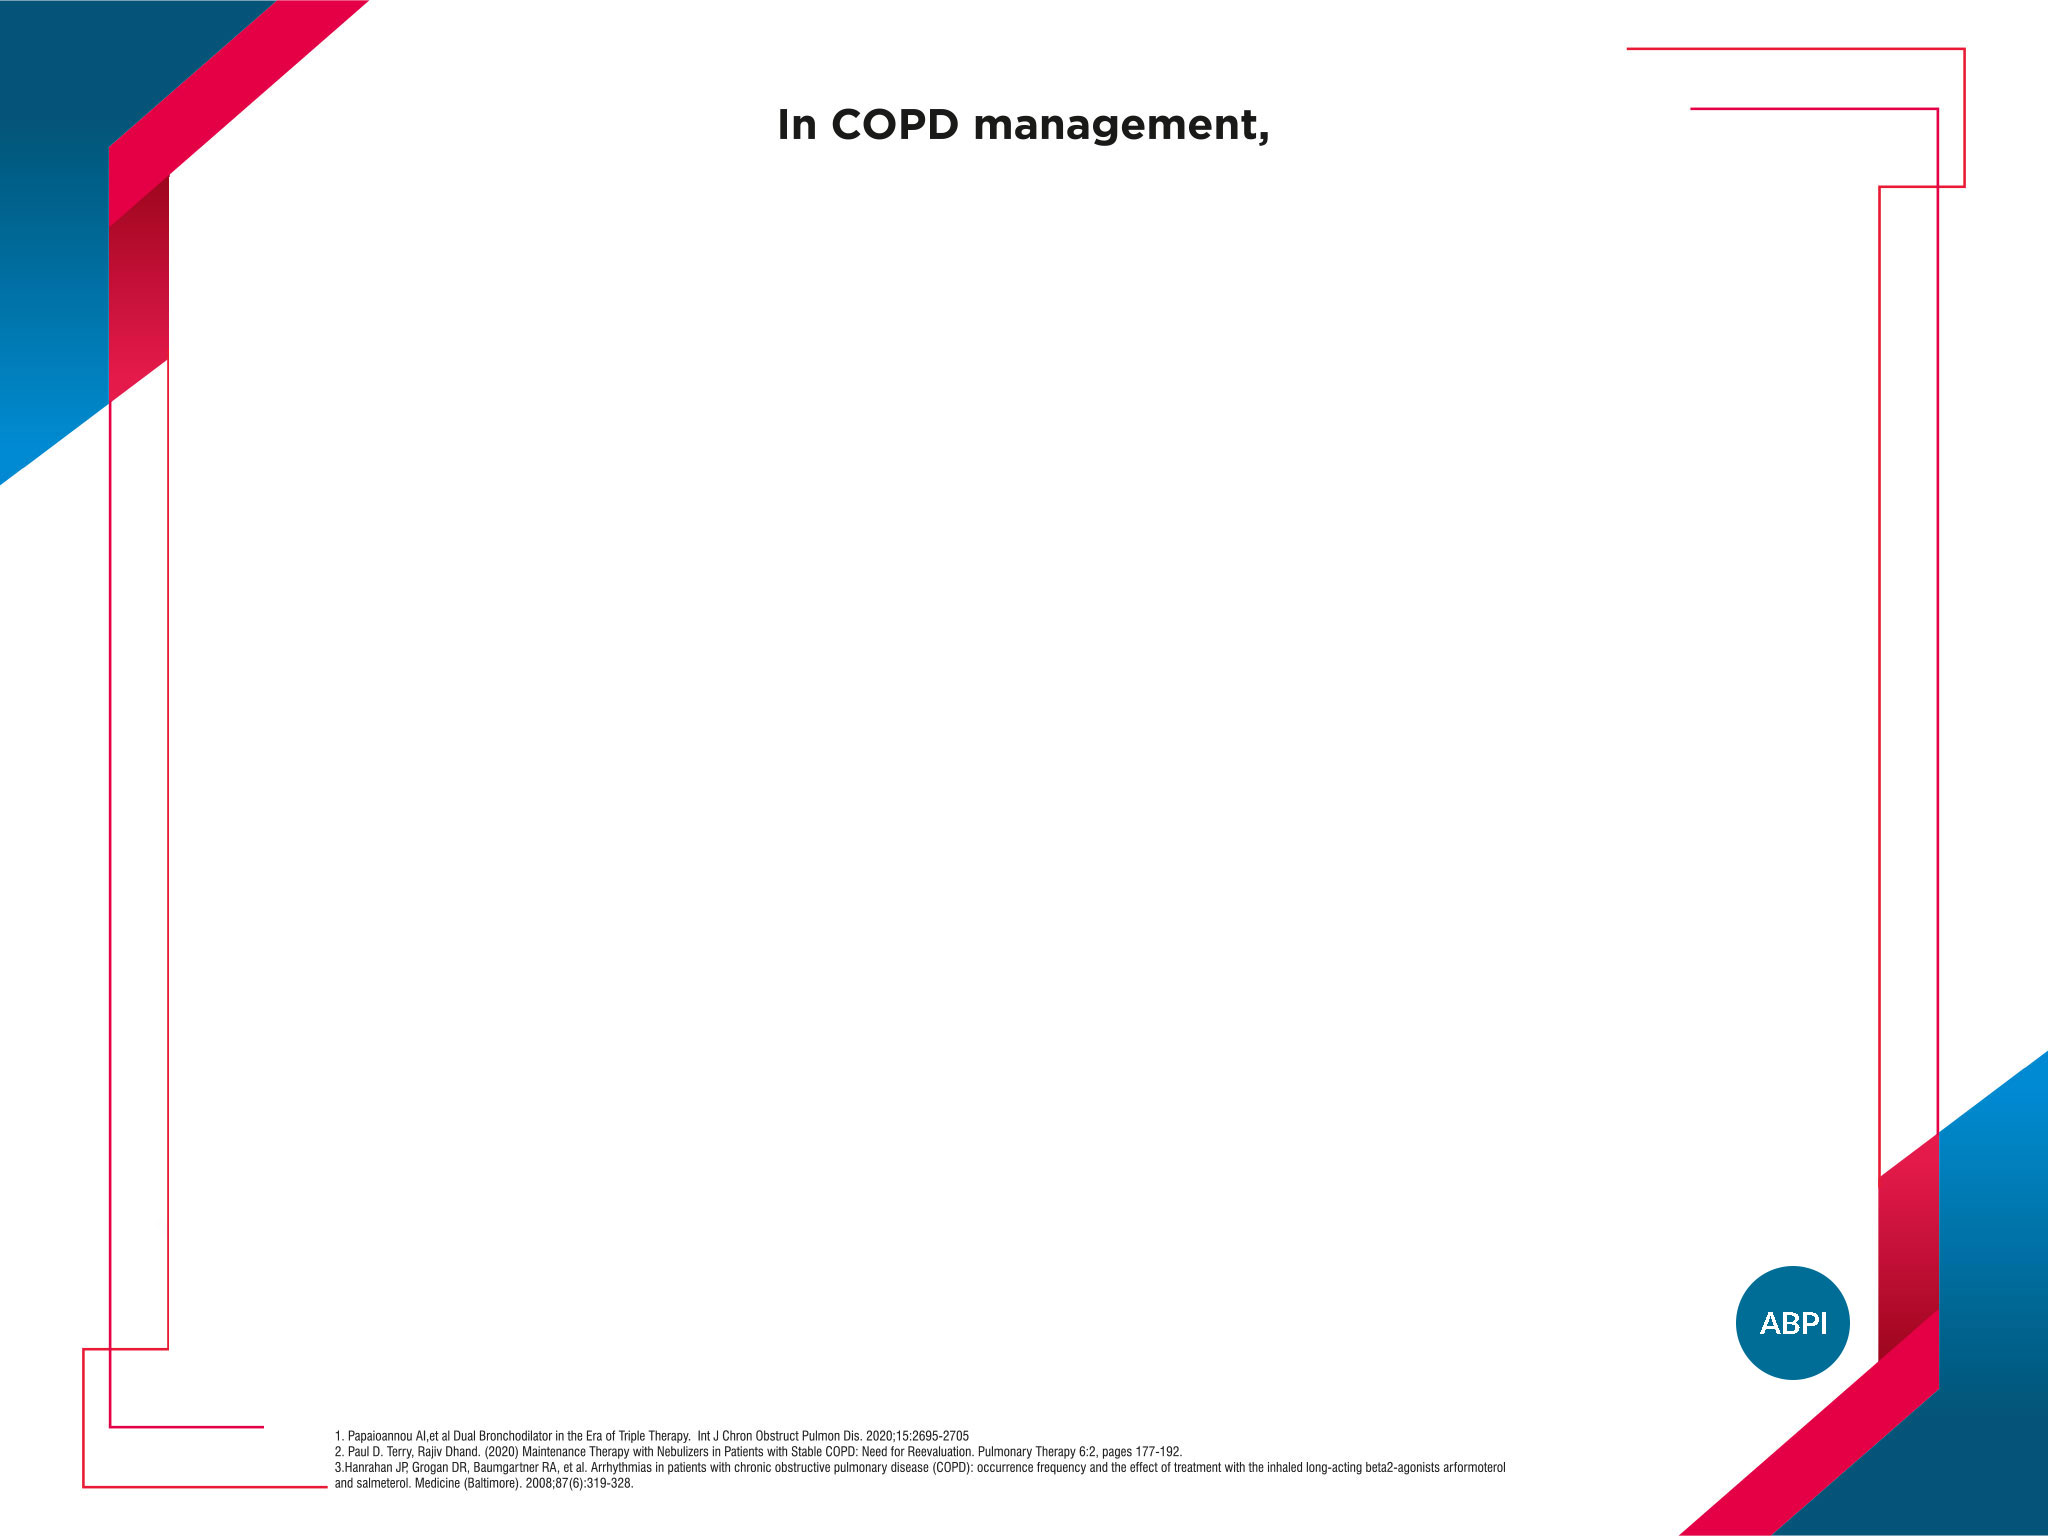 In COPD management,
ABPI
1. Papaioannou AI,et al Dual Bronchodilator in the Era of Triple Therapy.  Int J Chron Obstruct Pulmon Dis. 2020;15:2695-2705
2. Paul D. Terry, Rajiv Dhand. (2020) Maintenance Therapy with Nebulizers in Patients with Stable COPD: Need for Reevaluation. Pulmonary Therapy 6:2, pages 177-192.
3.Hanrahan JP, Grogan DR, Baumgartner RA, et al. Arrhythmias in patients with chronic obstructive pulmonary disease (COPD): occurrence frequency and the effect of treatment with the inhaled long-acting beta2-agonists arformoterol
and salmeterol. Medicine (Baltimore). 2008;87(6):319-328.